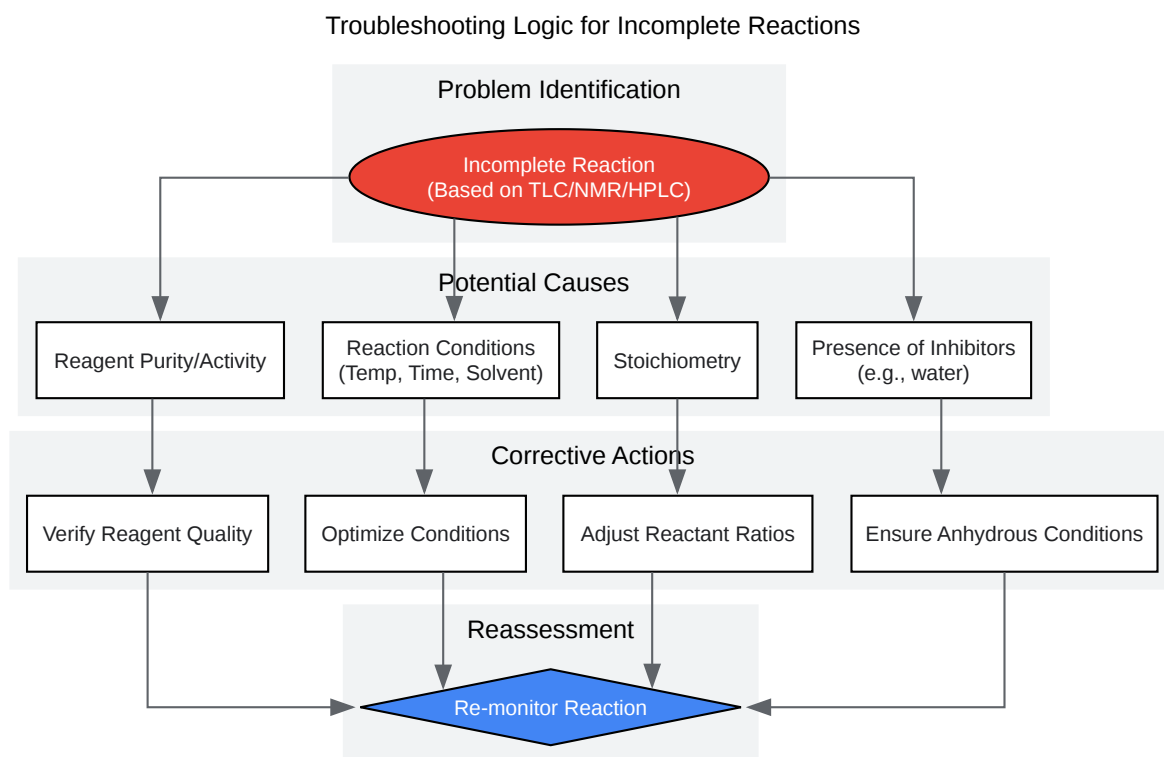 Troubleshooting Logic for Incomplete Reactions
Problem Identification
Incomplete Reaction
(Based on TLC/NMR/HPLC)
Potential Causes
Reagent Purity/Activity
Reaction Conditions
(Temp, Time, Solvent)
Stoichiometry
Presence of Inhibitors
(e.g., water)
Corrective Actions
Verify Reagent Quality
Optimize Conditions
Adjust Reactant Ratios
Ensure Anhydrous Conditions
Reassessment
Re-monitor Reaction